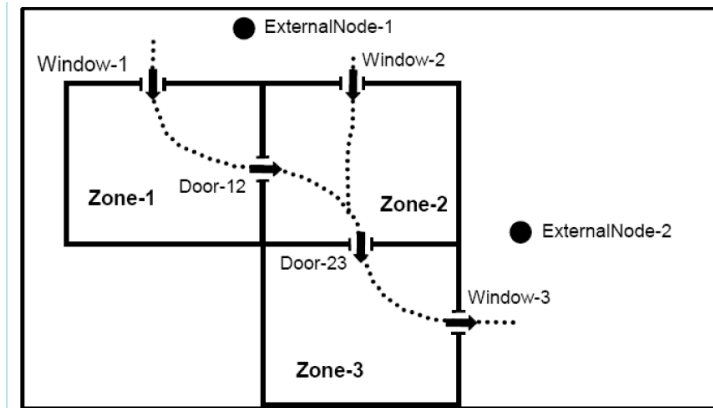 ExternalNode-1
Window-1
Window-2
Door-12
Zone-1
Zone-2
ExternalNode-2
Door-23
Window-3
Zone-3